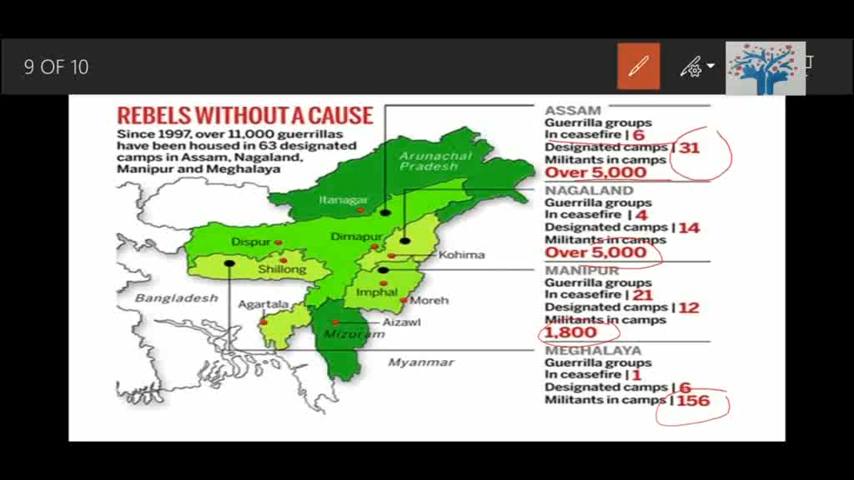 9 OF 10
REBELS WITHOUT A CAUSE
Since 1997, over 11,000 guerrillas
have been housed in 63 designated
camps in Assam, Nagaland,
Manipur and Meghalaya
Arunachal
Pradesh
Itanagar
Dispur
Dimapur
Kohima
Shillong
Imphal
Moreh
Bangladesh
Agartala
Aizawl
Mizoram
Myanmar
ASSAM
Guerrilla groups
In ceasefire | 6
Designated camps | 31
Militants in camps
Over 5,000
NAGALAND
Guerrilla groups
In ceasefire | 4
Designated camps | 14
Militants in camps
Over 5,000
MANIPUR
Guerrilla groups
In ceasefire | 21
Designated camps | 12
Militants in camps
1,800
MEGHALAYA
Guerrilla groups
In ceasefire | 1
Designated camps | 6
Militants in camps | 156